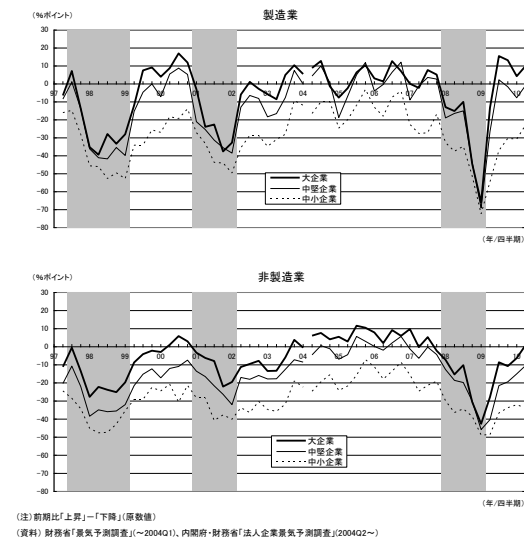 製造業
（%ポイント）
30
20
10
0
-10
-20
-30
-40
-50
-60
-70
-80
97 98 99 00 01 02 03 04 05 06 07 08 09 10
大企業
中堅企業
中小企業
（年/四半期）
非製造業
（%ポイント）
30
20
10
0
-10
-20
-30
-40
-50
-60
-70
-80
97 98 99 00 01 02 03 04 05 06 07 08 09 10
大企業
中堅企業
中小企業
（年/四半期）
（注）前期比「上昇」－「下降」（原数値）
（資料） 財務省「景気予測調査」（～2004Q1）、内閣府・財務省「法人企業景気予測調査」（2004Q2～）